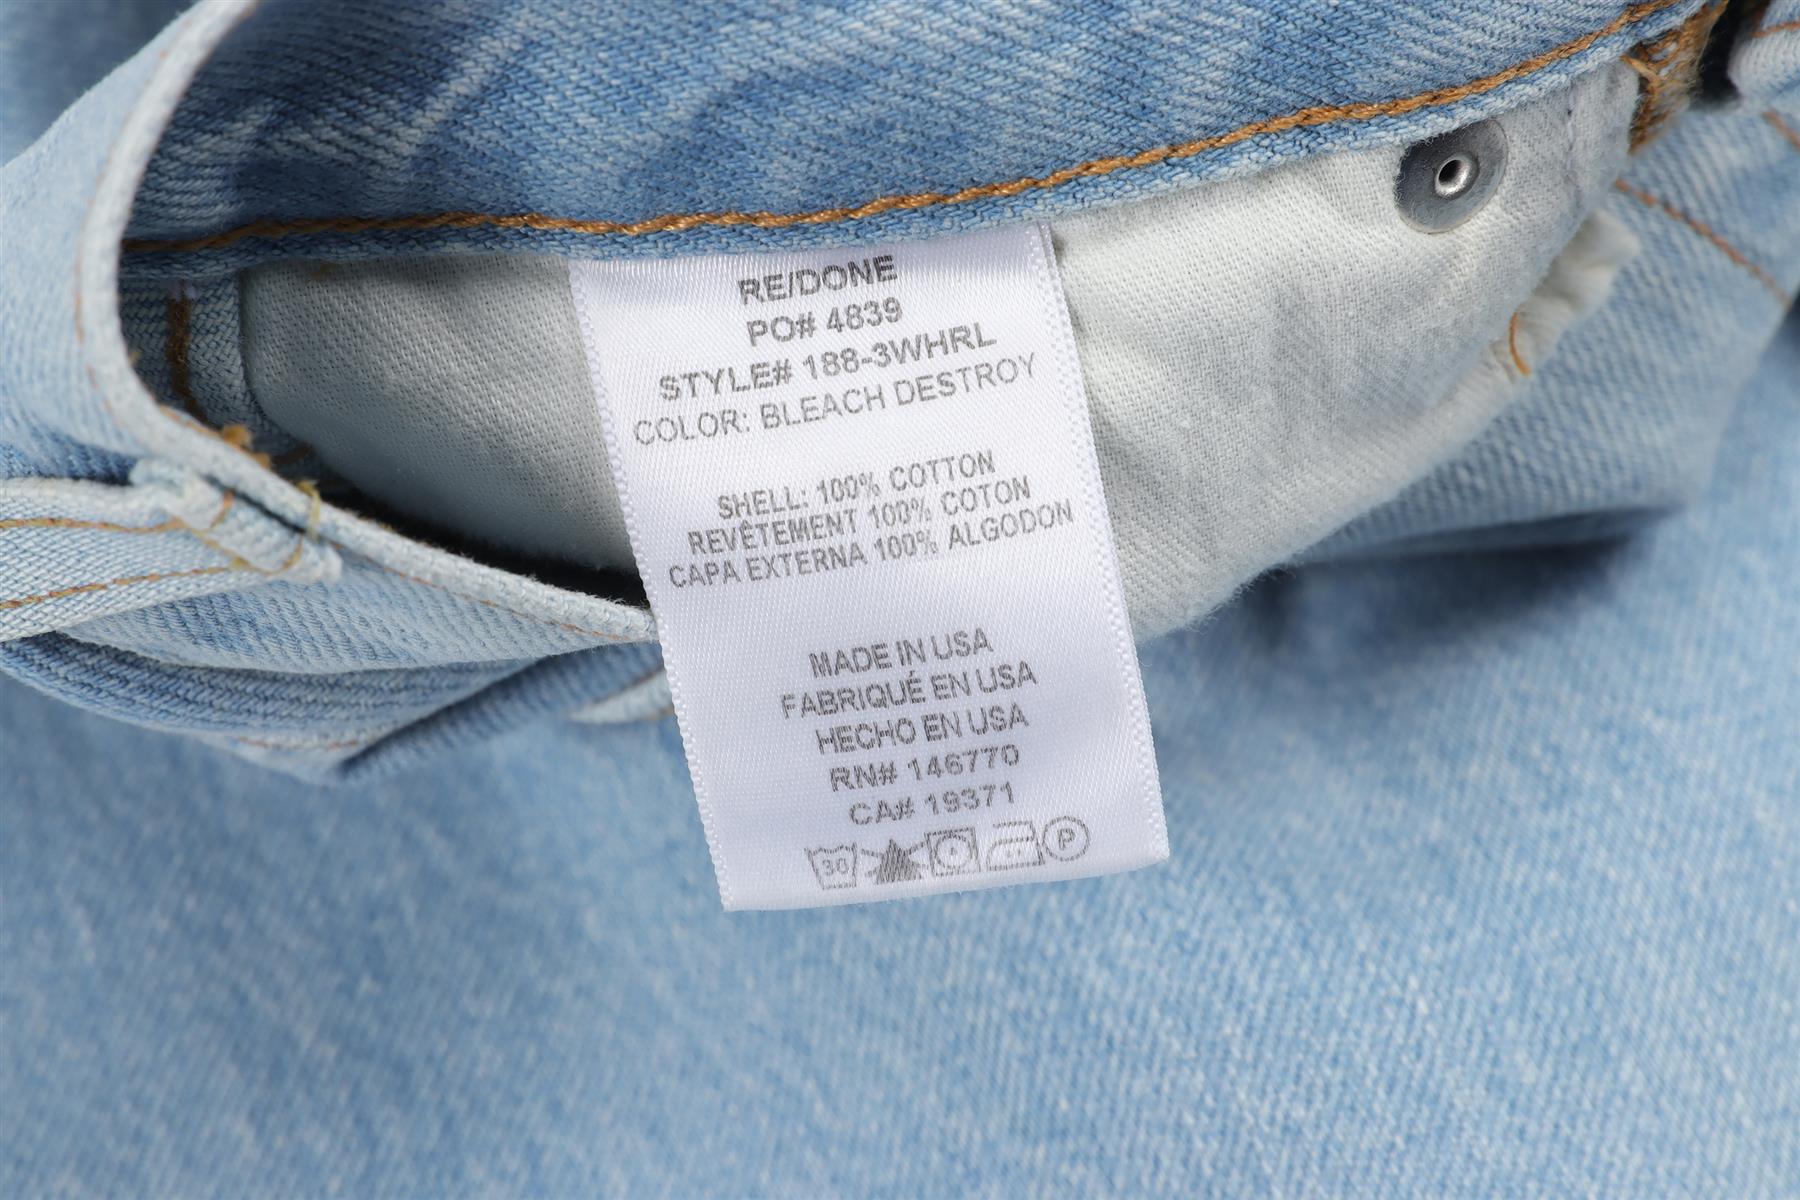 RE/DONE
PO# 4839
STYLE# 188-3WHRL
COLOR: BLEACH DESTROY
SHELL: 100% COTTON
REVÊTEMENT 100% COTON
CAPA EXTERNA 100% ALGODON
MADE IN USA
FABRIQUÉ EN USA
HECHO EN USA
RN# 146770
CA# 19371
30 P